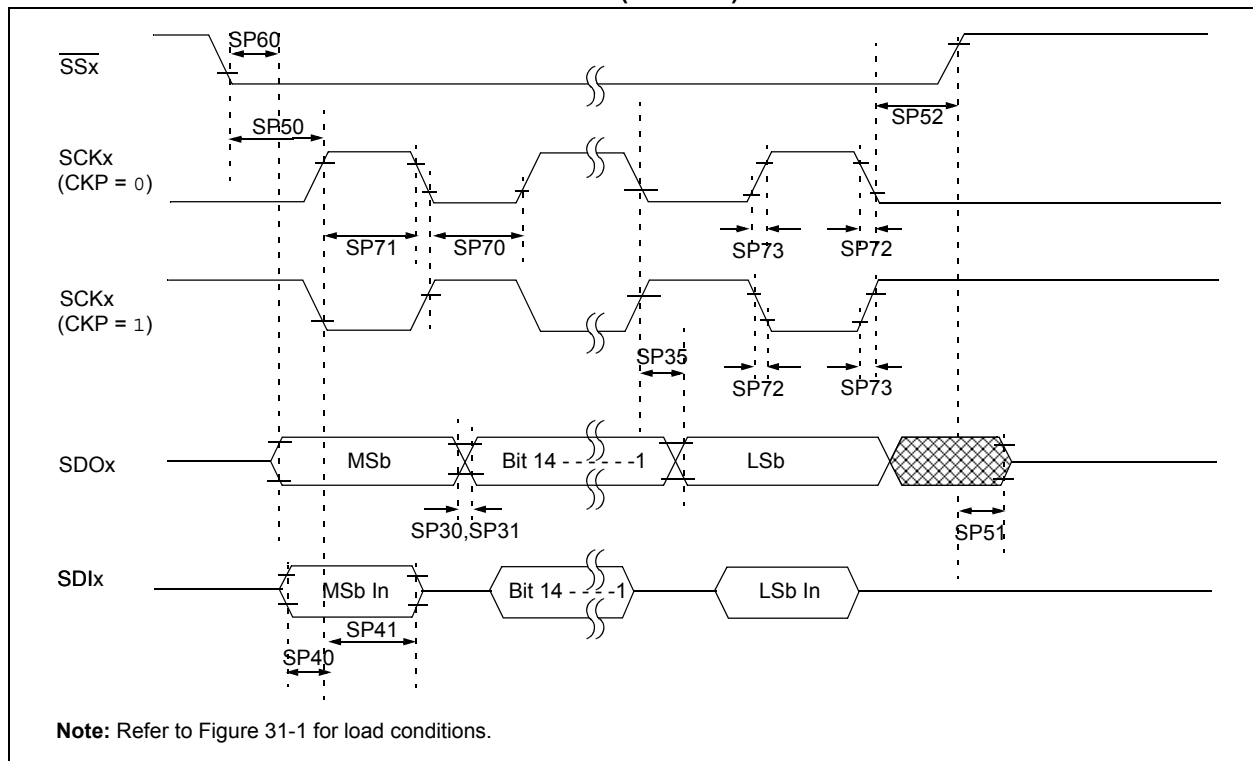 SP60
SSx
SP50
SP52
SCKx
(CKP = 0)
SP71
SP70
SP73
SP72
SCKx
(CKP = 1)
SP35
SP72
SP73
SDOx
MSb
Bit 14 - - - - - -1
LSb
SP30,SP31
SP51
SDIx
MSb In
Bit 14 - - - -1
LSb In
SP41
SP40
Note: Refer to Figure 31-1 for load conditions.